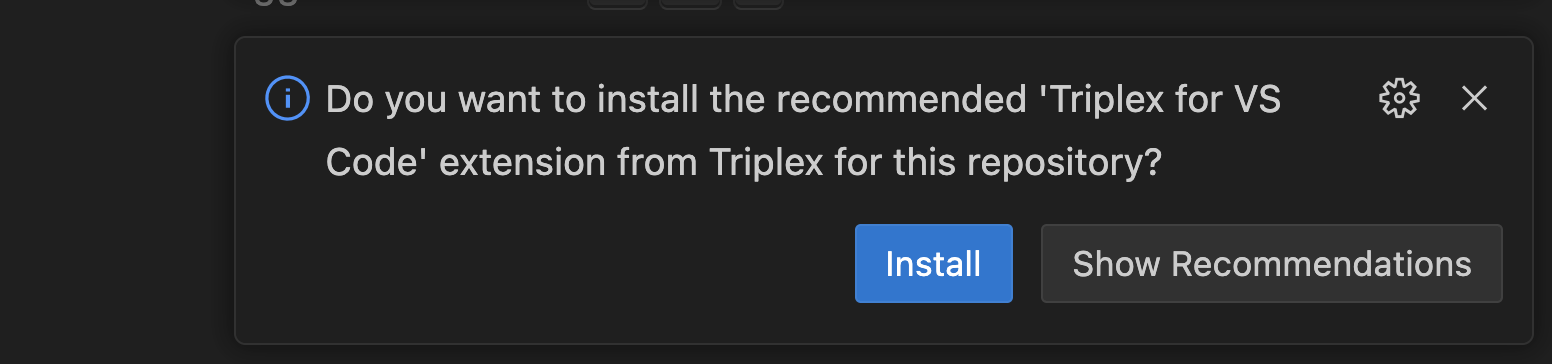 Do you want to install the recommended 'Triplex for VS
Code' extension from Triplex for this repository?
Install
Show Recommendations